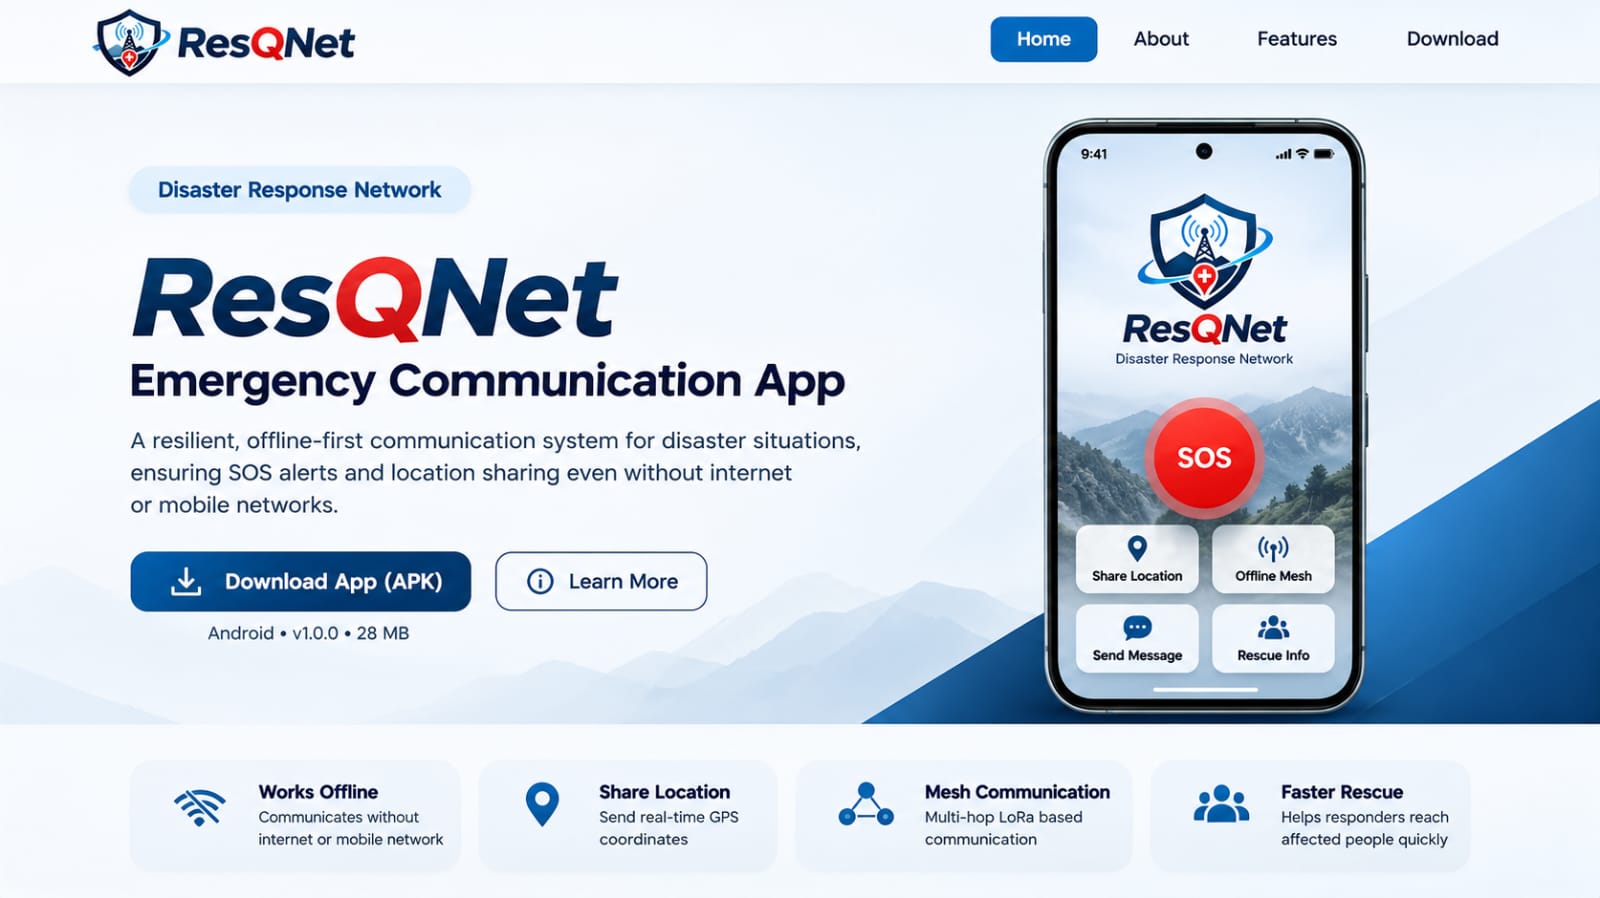 ResQNet
Home
About
Features
Download
Disaster Response Network
ResQNet
Emergency Communication App
A resilient, offline-first communication system for disaster situations,
ensuring SOS alerts and location sharing even without internet
or mobile networks.
Download App (APK)
Learn More
Android • v1.0.0 • 28 MB
9:41
ResQNet
Disaster Response Network
SOS
Share Location
Offline Mesh
Send Message
Rescue Info
Works Offline
Communicates without
internet or mobile network
Share Location
Send real-time GPS
coordinates
Mesh Communication
Multi-hop LoRa based
communication
Faster Rescue
Helps responders reach
affected people quickly